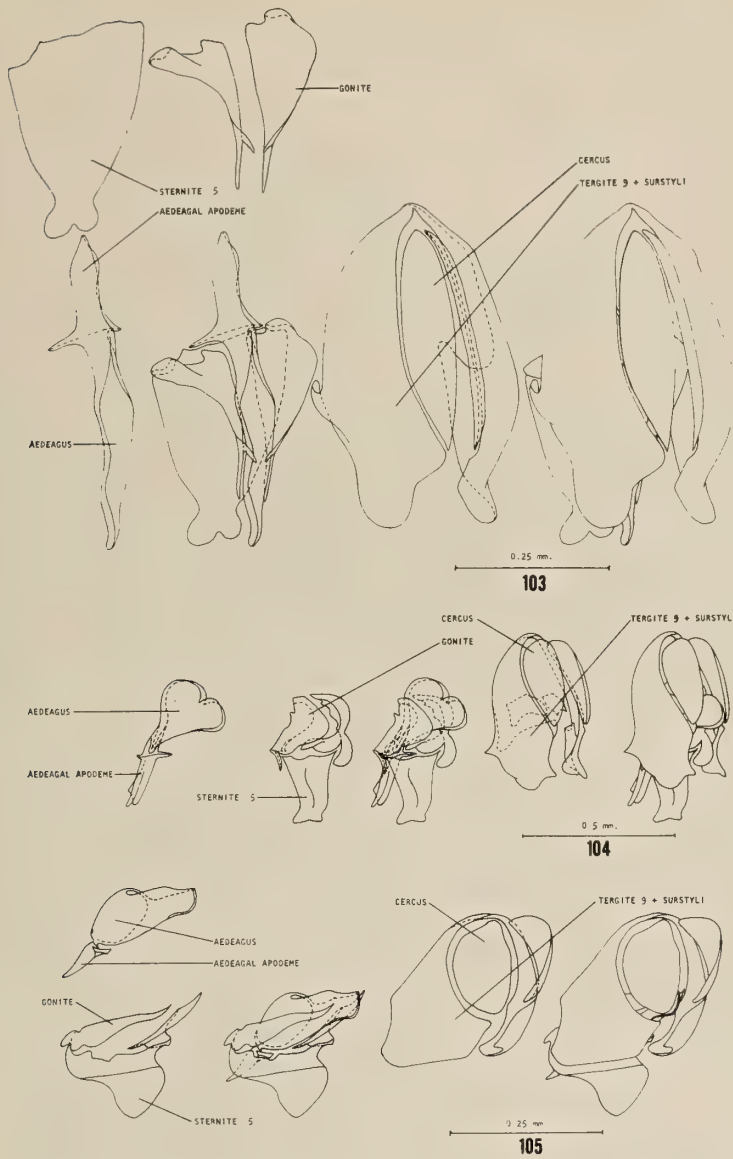 GONITE
CERCUS
TERGITE 9 + SURSTYLI
STERNITE 5
AEDEAGAL APODEME
AEDEAGUS
0.25 mm.
103
CERCUS
TERGITE 9 + SURSTYLI
GONITE
AEDEAGUS
AEDEAGAL APODEME
STERNITE 5
0 5 mm.
104
CERCUS
TERGITE 9 + SURSTYLI
AEDEAGUS
AEDEAGAL APODEME
GONITE
STERNITE 5
0.25 mm
105